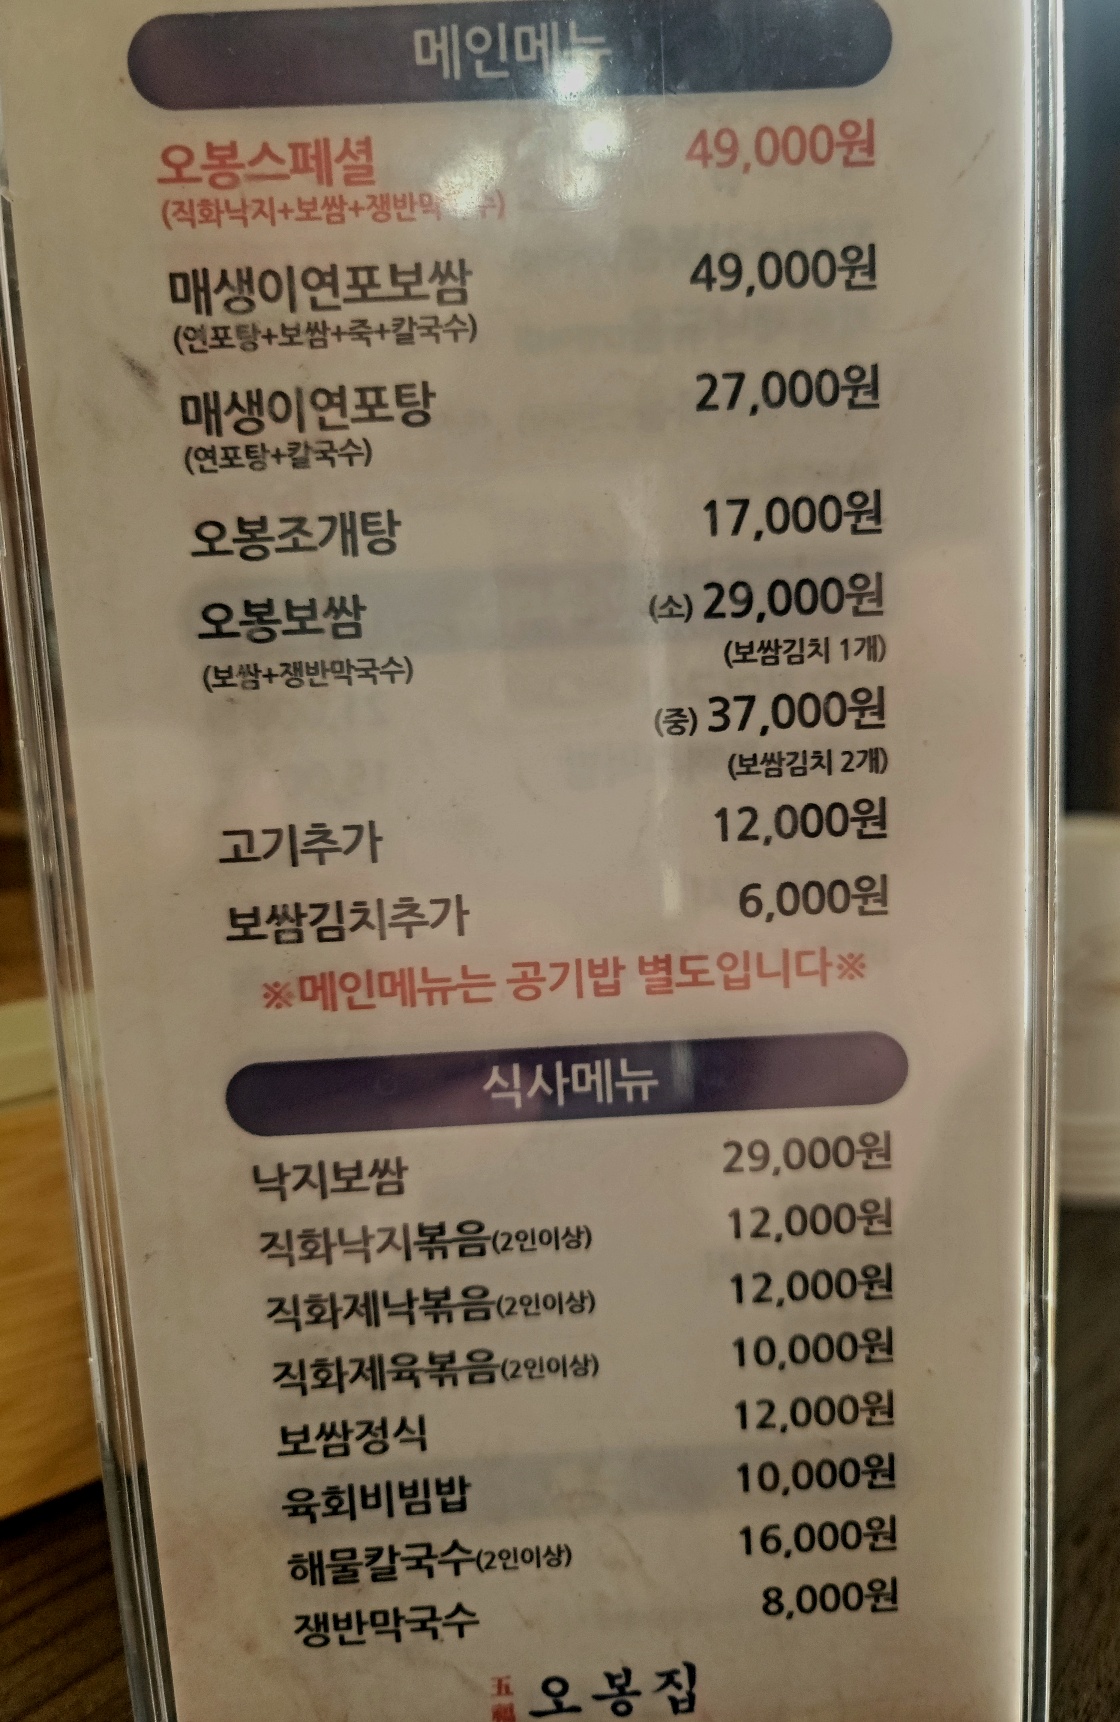 메인메뉴
오봉스페셜 49,000원
(직화낙지+보쌈+쟁반막국수)
매생이연포보쌈 49,000원
(연포탕+보쌈+죽+칼국수)
매생이연포탕 27,000원
(연포탕+칼국수)
오봉조개탕 17,000원
오봉보쌈 (소) 29,000원
(보쌈+쟁반막국수) (보쌈김치 1개)
(중) 37,000원
(보쌈김치 2개)
고기추가 12,000원
보쌈김치추가 6,000원
※메인메뉴는 공기밥 별도입니다※
식사메뉴
낙지보쌈 29,000원
직화낙지볶음(2인이상) 12,000원
직화제낙볶음(2인이상) 12,000원
직화제육볶음(2인이상) 10,000원
보쌈정식 12,000원
육회비빔밥 10,000원
해물칼국수(2인이상) 16,000원
쟁반막국수 8,000원
오봉집